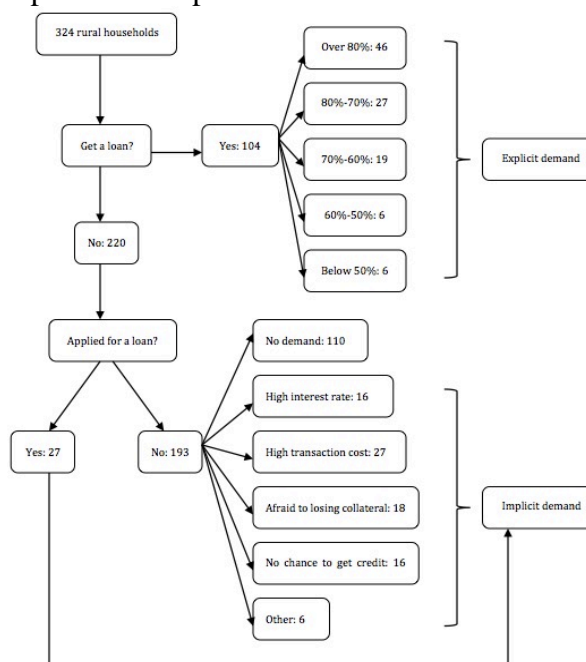 324 rural households
Over 80%: 46
80%-70%: 27
Get a loan?
Yes: 104
70%-60%: 19
Explicit demand
60%-50%: 6
No: 220
Below 50%: 6
Applied for a loan?
No demand: 110
High interest rate: 16
Yes: 27
No: 193
High transaction cost: 27
Afraid to losing collateral: 18
Implicit demand
No chance to get credit: 16
Other: 6